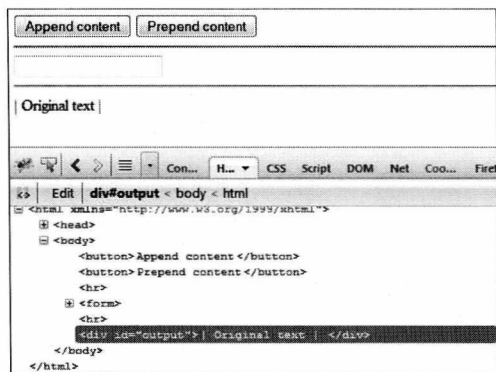 Append content Prepend content
| Original text |
Con... H... CSS Script DOM Net Coo... Firel
Edit div#output < body < html
<html xmlns="http://www.w3.org/1999/xhtml">
<head>
<body>
<button>Append content</button>
<button>Prepend content</button>
<hr>
<form>
<hr>
<div id="output">| Original text | </div>
</body>
</html>